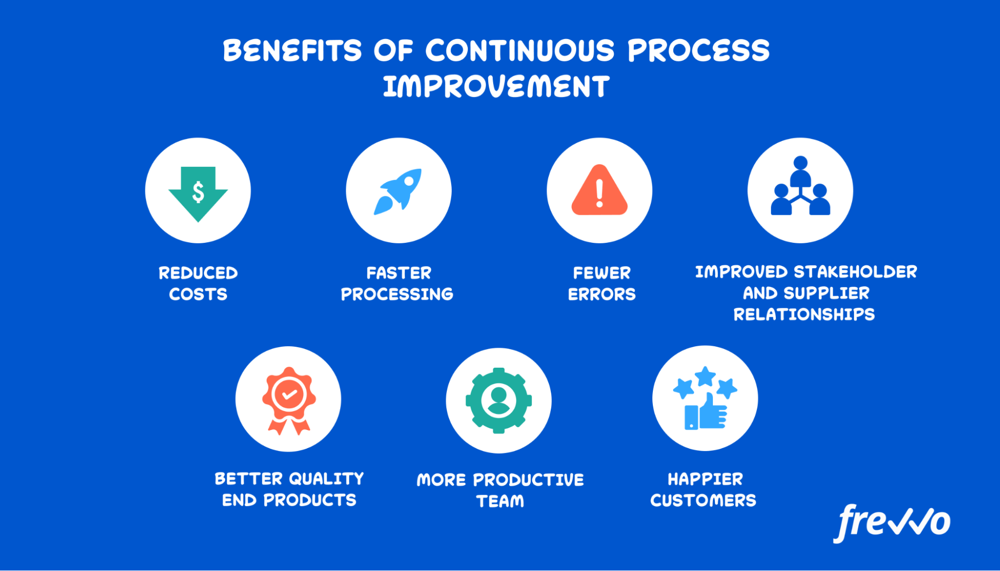 BENEFITS OF CONTINUOUS PROCESS
IMPROVEMENT
$
!
REDUCED
COSTS
FASTER
PROCESSING
FEWER
ERRORS
IMPROVED STAKEHOLDER
AND SUPPLIER
RELATIONSHIPS
BETTER QUALITY
END PRODUCTS
MORE PRODUCTIVE
TEAM
HAPPIER
CUSTOMERS
frevvo